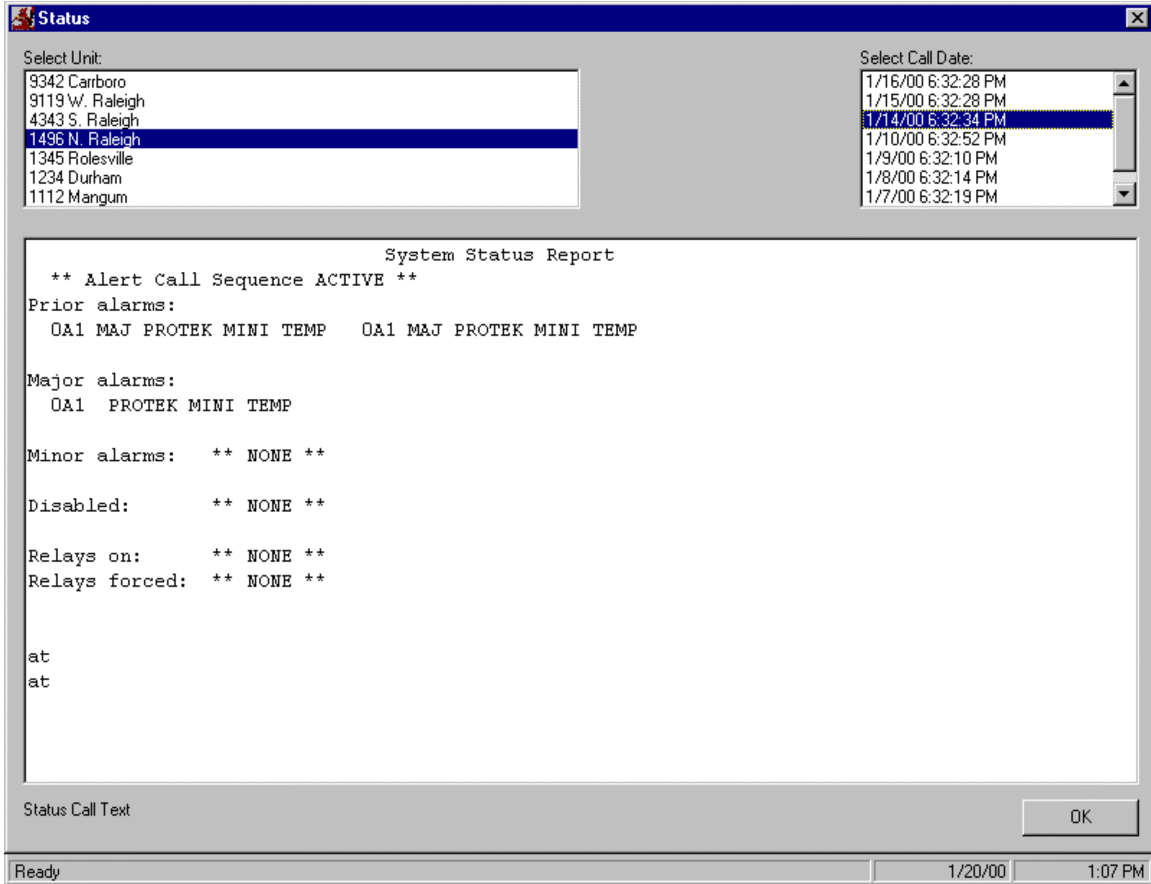 Status
Select Unit:
9342 Carrboro
9119 W. Raleigh
4343 S. Raleigh
1496 N. Raleigh
1345 Rolesville
1234 Durham
1112 Mangum
Select Call Date:
1/16/00 6:32:28 PM
1/15/00 6:32:28 PM
1/14/00 6:32:34 PM
1/10/00 6:32:52 PM
1/9/00 6:32:10 PM
1/8/00 6:32:14 PM
1/7/00 6:32:19 PM
System Status Report
** Alert Call Sequence ACTIVE **
Prior alarms:
0A1 MAJ PROTEK MINI TEMP 0A1 MAJ PROTEK MINI TEMP
Major alarms:
0A1 PROTEK MINI TEMP
Minor alarms: ** NONE **
Disabled: ** NONE **
Relays on: ** NONE **
Relays forced: ** NONE **
at
at
Status Call Text
OK
Ready 1/20/00 1:07 PM